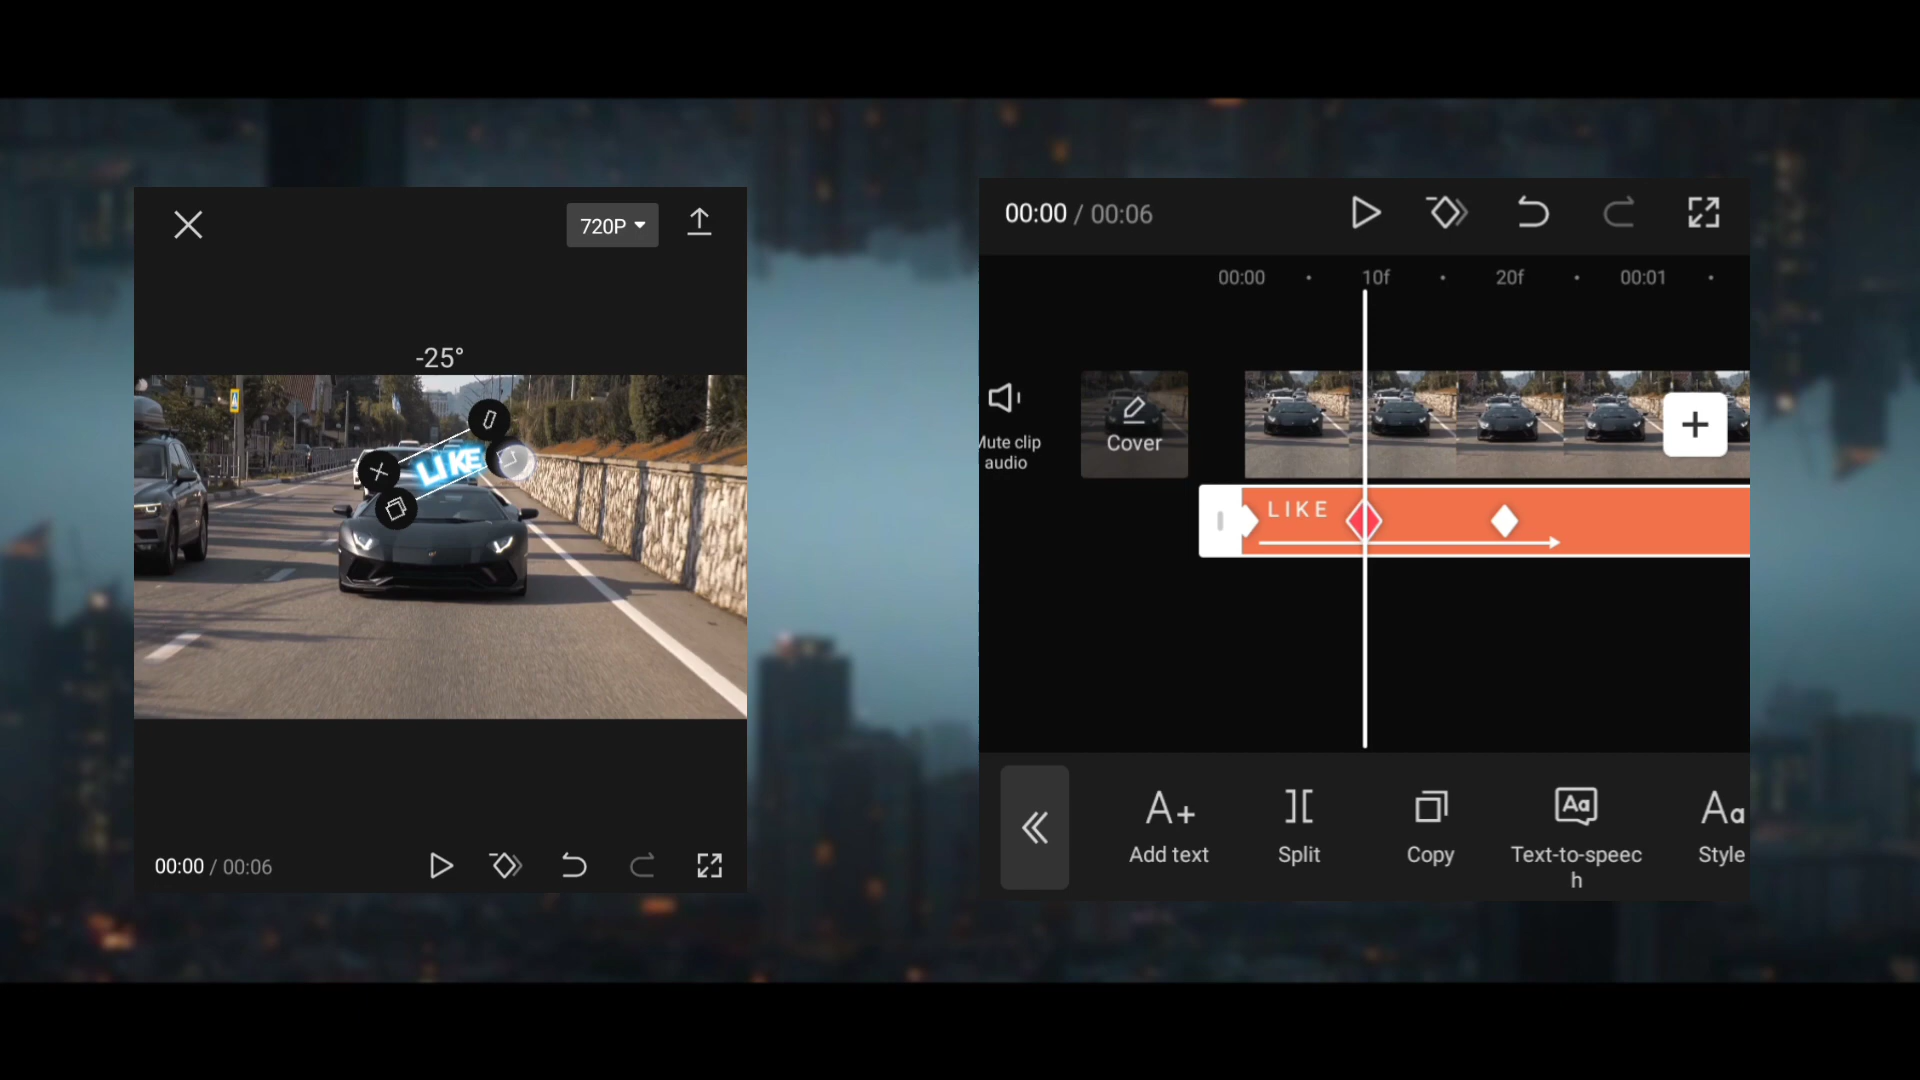 720P
-25°
LIKE
00:00 / 00:06
00:00 / 00:06
00:00 10f 20f 00:01
Mute clip
audio
Cover
LIKE
Add text
Split
Copy
Text-to-speec
h
Style